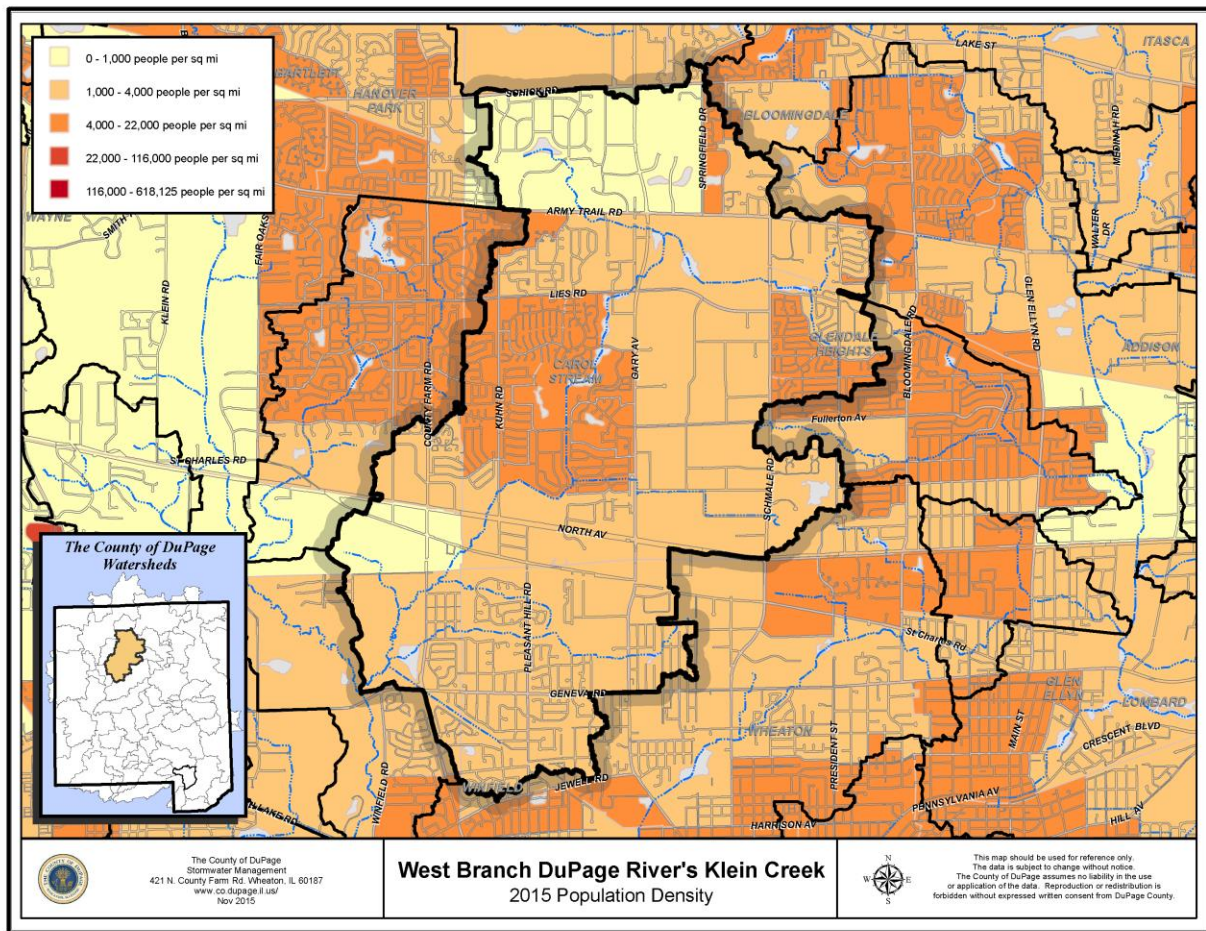 0 - 1,000 people per sq mi
1,000 - 4,000 people per sq mi
4,000 - 22,000 people per sq mi
22,000 - 116,000 people per sq mi
116,000 - 618,125 people per sq mi
LAKE ST
ITASCA
BARTLETT
HANOVER
PARK
SCHICK RD
SPRINGFIELD DR
BLOOMINGDALE
MEDINAH RD
WAYNE
FAIR OAKS
ARMY TRAIL RD
WALTER
DR
KLEIN RD
LIES RD
GLEN ELLYN RD
BLOOMINGDALE RD
GLENDALE
HEIGHTS
ADDISON
CAROL
STREAM
GARY AV
COUNTY FARM RD
KUHN RD
Fullerton Av
ST CHARLES RD
SCHMALE RD
NORTH AV
PLEASANT HILL RD
St Charles Rd
GENEVA RD
GLEN
ELLYN
LOMBARD
WHEATON
MAIN ST
CRESCENT BLVD
PRESIDENT ST
WINFIELD
JEWELL RD
WINFIELD RD
PENNSYLVANIA AV
HILL AV
HARRISON AV
The County of DuPage
Watersheds
The County of DuPage
Stormwater Management
421 N. County Farm Rd. Wheaton, IL 60187
www.co.dupage.il.us/
Nov 2015
West Branch DuPage River's Klein Creek
2015 Population Density
N
W
E
S
This map should be used for reference only.
The data is subject to change without notice.
The County of DuPage assumes no liability in the use
or application of the data. Reproduction or redistribution is
forbidden without expressed written consent from DuPage County.